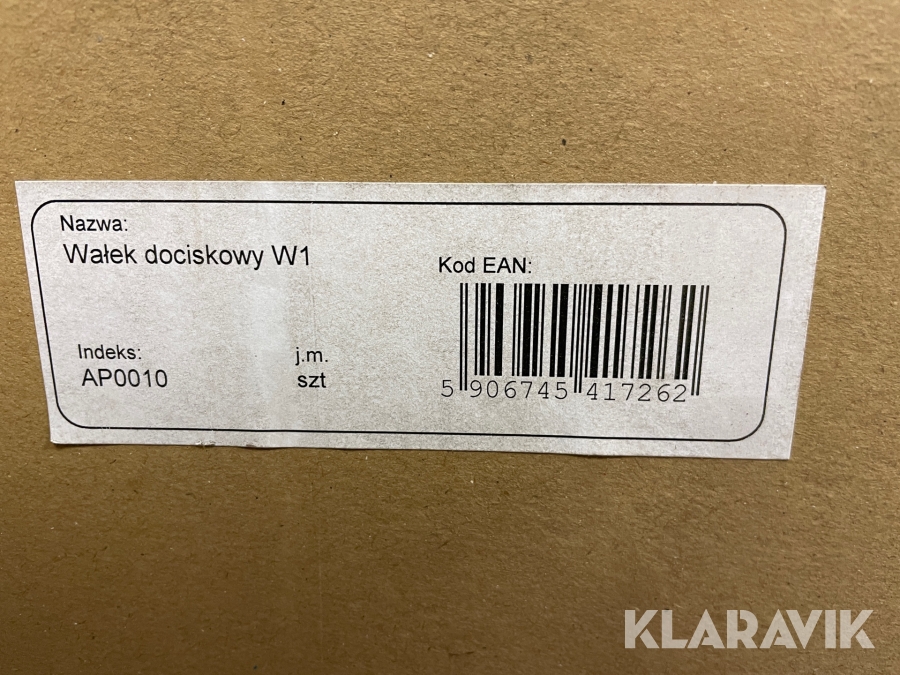 Nazwa:
Wałek dociskowy W1
Kod EAN:
Indeks:
AP0010
j.m.
szt
5 906745 417262
KLARAVIK